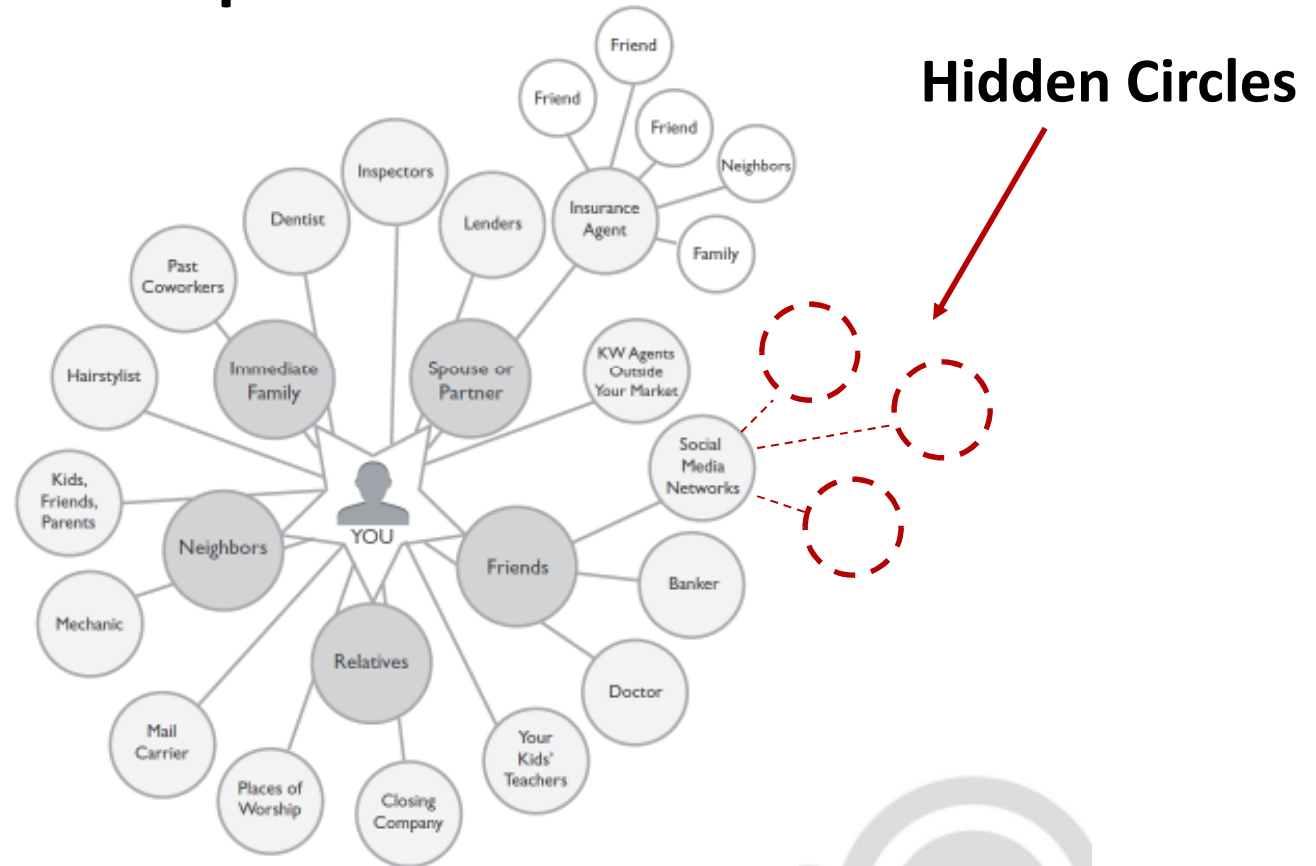 Hidden Circles
Friend
Friend
Friend
Neighbors
Insurance
Agent
Family
Inspectors
Lenders
Dentist
Past
Coworkers
Hairstylist
Immediate
Family
Spouse or
Partner
KW Agents
Outside
Your Market
Social
Media
Networks
Kids,
Friends,
Parents
Neighbors
YOU
Friends
Banker
Mechanic
Relatives
Doctor
Mail
Carrier
Places of
Worship
Closing
Company
Your
Kids'
Teachers